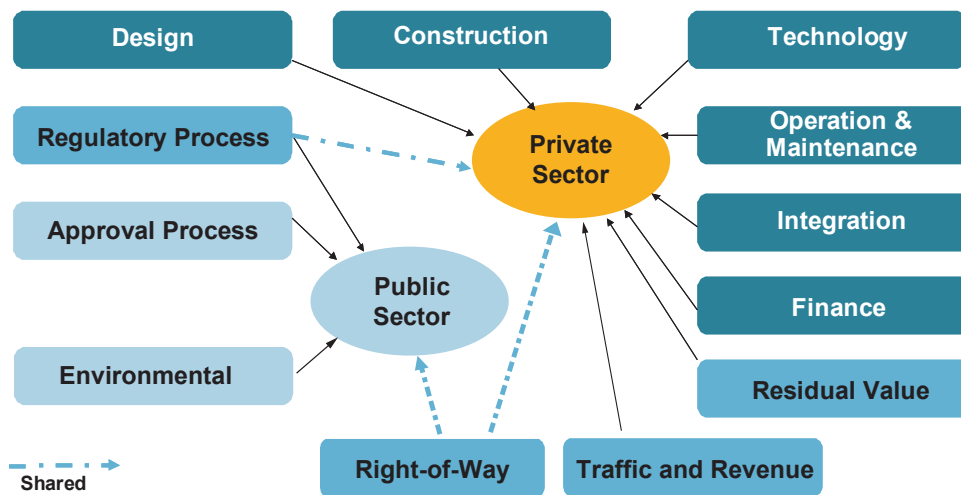 Design
Construction
Technology
Regulatory Process
Private
Sector
Operation &
Maintenance
Approval Process
Integration
Public
Sector
Finance
Environmental
Residual Value
Right-of-Way
Traffic and Revenue
Shared